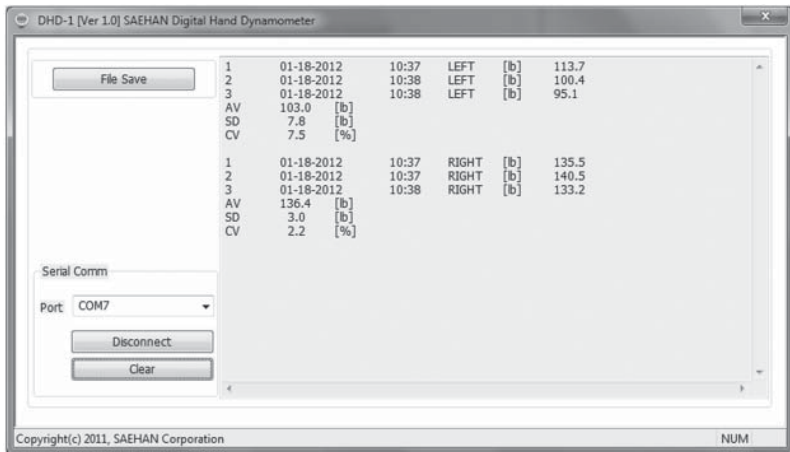 DHD-1 [Ver 1.0] SAEHAN Digital Hand Dynamometer
File Save
1 01-18-2012 10:37 LEFT [lb] 113.7
2 01-18-2012 10:38 LEFT [lb] 100.4
3 01-18-2012 10:38 LEFT [lb] 95.1
AV 103.0 [lb]
SD 7.8 [lb]
CV 7.5 [%]
1 01-18-2012 10:37 RIGHT [lb] 135.5
2 01-18-2012 10:37 RIGHT [lb] 140.5
3 01-18-2012 10:38 RIGHT [lb] 133.2
AV 136.4 [lb]
SD 3.0 [lb]
CV 2.2 [%]
Serial Comm
Port COM7
Disconnect
Clear
Copyright(c) 2011, SAEHAN Corporation NUM